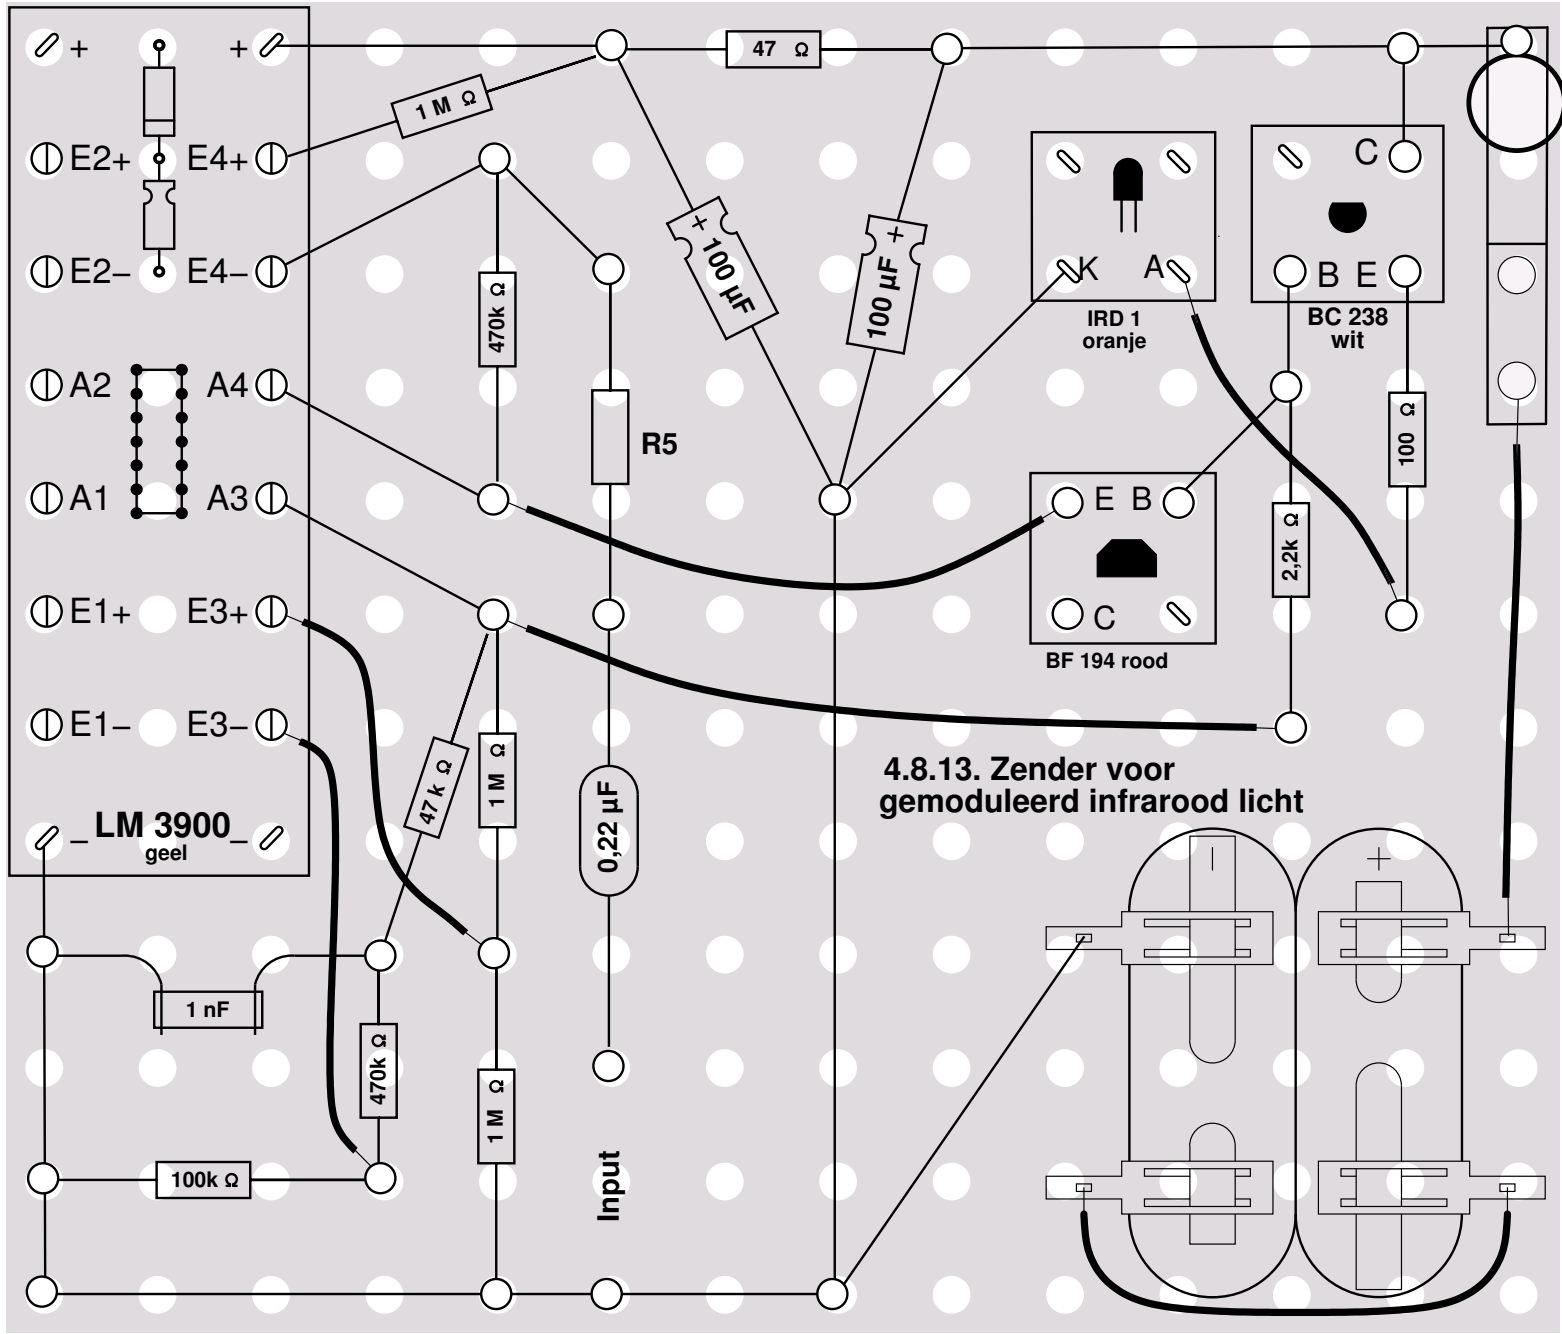 + + 47 Ω
1 M Ω
E2+ E4+ C
+ 100 µF
+ 100 µF
E2– E4– K A B E
470k Ω
IRD 1
oranje
BC 238
wit
A2 A4
R5
100 Ω
A1 A3 E B
2,2k Ω
E1+ E3+ C
BF 194 rood
E1– E3–
47 k Ω
1 M Ω
0,22 µF
4.8.13. Zender voor
gemoduleerd infrarood licht
_ LM 3900 _
geel
– +
1 nF
470k Ω
1 M Ω
100k Ω
Input